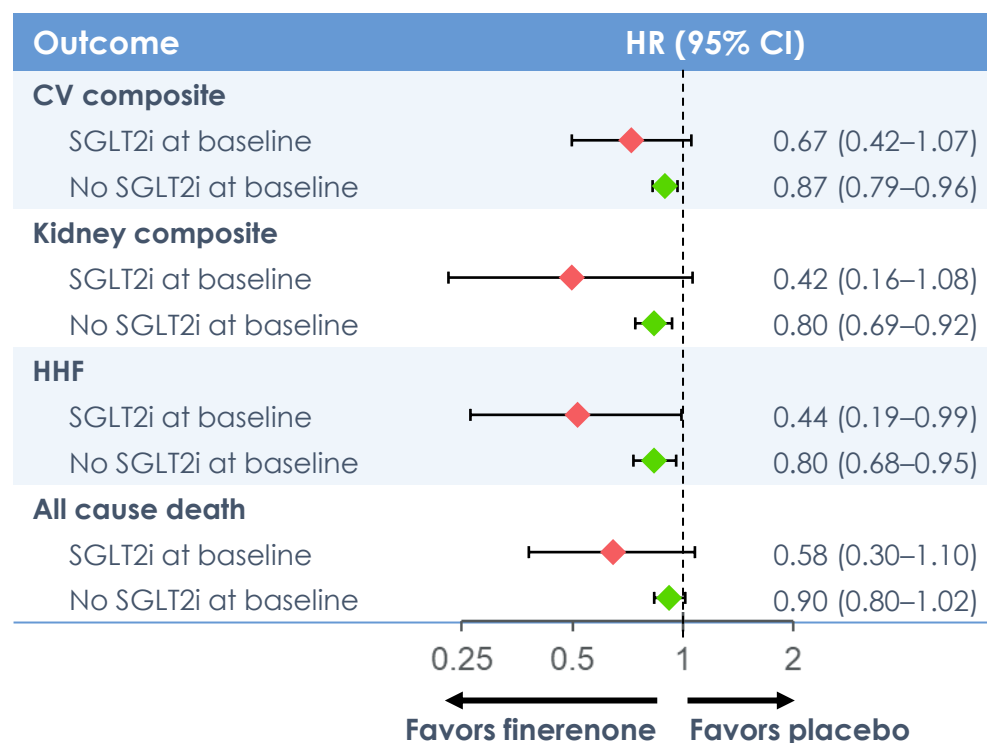 Outcome HR (95% CI)
CV composite
SGLT2i at baseline 0.67 (0.42–1.07)
No SGLT2i at baseline 0.87 (0.79–0.96)
Kidney composite
SGLT2i at baseline 0.42 (0.16–1.08)
No SGLT2i at baseline 0.80 (0.69–0.92)
HHF
SGLT2i at baseline 0.44 (0.19–0.99)
No SGLT2i at baseline 0.80 (0.68–0.95)
All cause death
SGLT2i at baseline 0.58 (0.30–1.10)
No SGLT2i at baseline 0.90 (0.80–1.02)
0.25 0.5 1 2
Favors finerenone Favors placebo